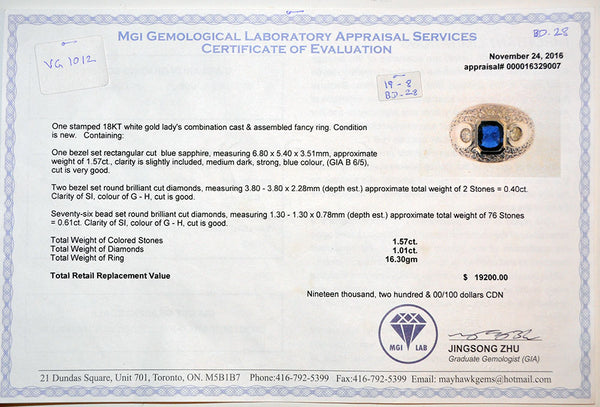 MGI GEMOLOGICAL LABORATORY APPRAISAL SERVICES
CERTIFICATE OF EVALUATION
BD-28
VG 1012
November 24, 2016
appraisal# 000016329007
19-8
BD-28
One stamped 18KT white gold lady's combination cast & assembled fancy ring. Condition
is new. Containing:
One bezel set rectangular cut blue sapphire, measuring 6.80 x 5.40 x 3.51mm, approximate
weight of 1.57ct., clarity is slightly included, medium dark, strong, blue colour, (GIA B 6/5),
cut is very good.
Two bezel set round brilliant cut diamonds, measuring 3.80 - 3.80 x 2.28mm (depth est.) approximate total weight of 2 Stones = 0.40ct.
Clarity of SI, colour of G - H, cut is good.
Seventy-six bead set round brilliant cut diamonds, measuring 1.30 - 1.30 x 0.78mm (depth est.) approximate total weight of 76 Stones
= 0.61ct. Clarity of SI, colour of G - H, cut is good.
Total Weight of Colored Stones 1.57ct.
Total Weight of Diamonds 1.01ct.
Total Weight of Ring 16.30gm
Total Retail Replacement Value $ 19200.00
Nineteen thousand, two hundred & 00/100 dollars CDN
MGI LAB
JINGSONG ZHU
Graduate Gemologist (GIA)
21 Dundas Square, Unit 701, Toronto, ON. M5B1B7 Phone:416-792-5399 Fax:416-792-5399 Email: mayhawkgems@hotmail.com